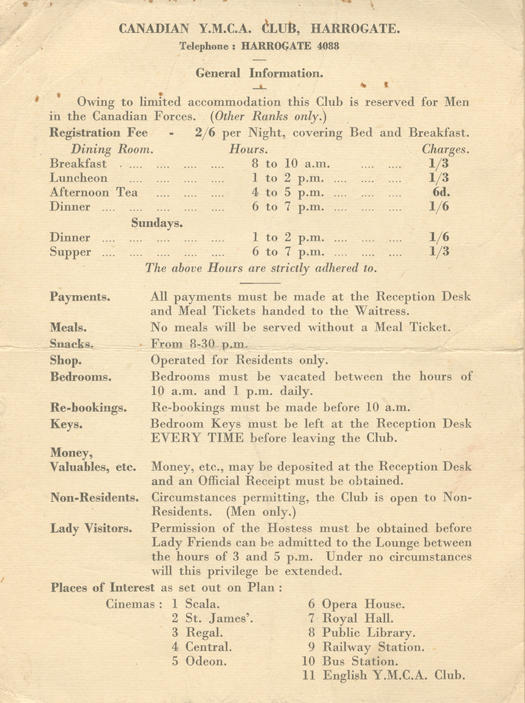 CANADIAN Y.M.C.A. CLUB, HARROGATE.
Telephone : HARROGATE 4088
General Information.
Owing to limited accommodation this Club is reserved for Men
in the Canadian Forces. (Other Ranks only.)
Registration Fee - 2/6 per Night, covering Bed and Breakfast.
Dining Room. Hours. Charges.
Breakfast . .... .... .... .... 8 to 10 a.m. .... .... 1/3
Luncheon .... .... .... 1 to 2 p.m. .... .... .... 1/3
Afternoon Tea .... .... .... 4 to 5 p.m. .... .... .... 6d.
Dinner .... .... .... .... .... 6 to 7 p.m. .... .... .... 1/6
Sundays.
Dinner .... .... .... .... .... 1 to 2 p.m. .... .... .... 1/6
Supper .... .... .... .... .... 6 to 7 p.m. .... .... .... 1/3
The above Hours are strictly adhered to.
Payments. All payments must be made at the Reception Desk
and Meal Tickets handed to the Waitress.
Meals. No meals will be served without a Meal Ticket.
Snacks. From 8-30 p.m.
Shop. Operated for Residents only.
Bedrooms. Bedrooms must be vacated between the hours of
10 a.m. and 1 p.m. daily.
Re-bookings. Re-bookings must be made before 10 a.m.
Keys. Bedroom Keys must be left at the Reception Desk
EVERY TIME before leaving the Club.
Money,
Valuables, etc. Money, etc., may be deposited at the Reception Desk
and an Official Receipt must be obtained.
Non-Residents. Circumstances permitting, the Club is open to Non-
Residents. (Men only.)
Lady Visitors. Permission of the Hostess must be obtained before
Lady Friends can be admitted to the Lounge between
the hours of 3 and 5 p.m. Under no circumstances
will this privilege be extended.
Places of Interest as set out on Plan :
Cinemas : 1 Scala. 6 Opera House.
2 St. James'. 7 Royal Hall.
3 Regal. 8 Public Library.
4 Central. 9 Railway Station.
5 Odeon. 10 Bus Station.
11 English Y.M.C.A. Club.